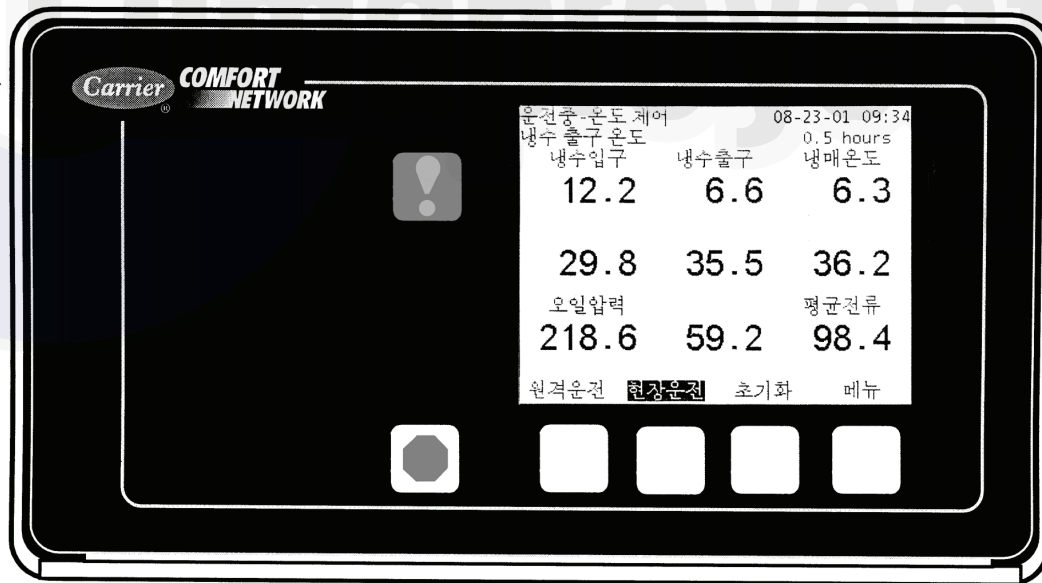 Carrier
®
COMFORT
NETWORK
운전중-온도 제어 08-23-01 09:34
냉수 출구 온도 0.5 hours
냉수입구 냉수출구 냉매온도
12.2 6.6 6.3
29.8 35.5 36.2
오일압력 평균전류
218.6 59.2 98.4
원격운전 현장운전 초기화 메뉴